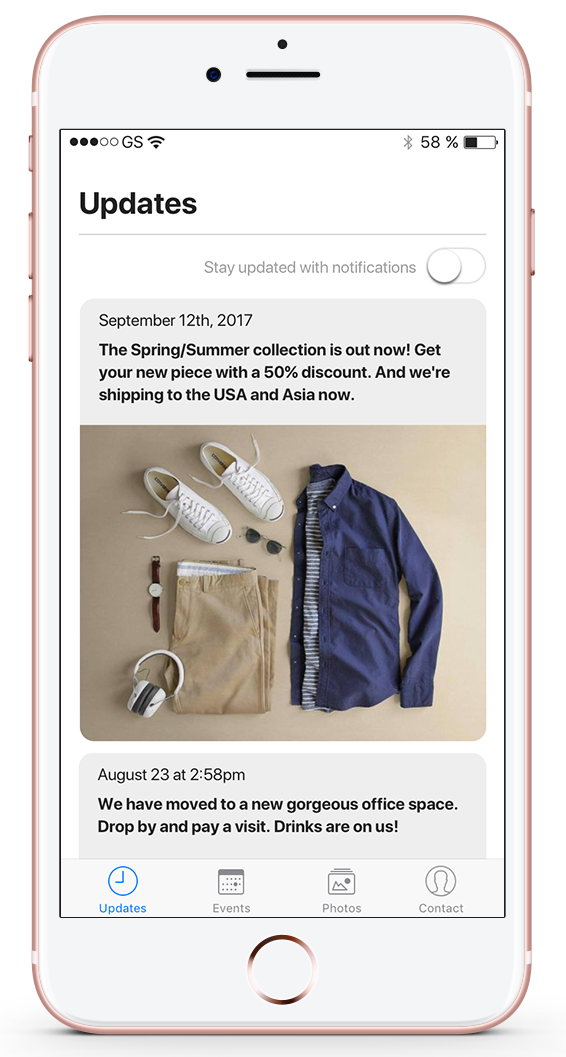 GS 58 %
Updates
Stay updated with notifications
September 12th, 2017
The Spring/Summer collection is out now! Get
your new piece with a 50% discount. And we're
shipping to the USA and Asia now.
August 23 at 2:58pm
We have moved to a new gorgeous office space.
Drop by and pay a visit. Drinks are on us!
Updates Events Photos Contact